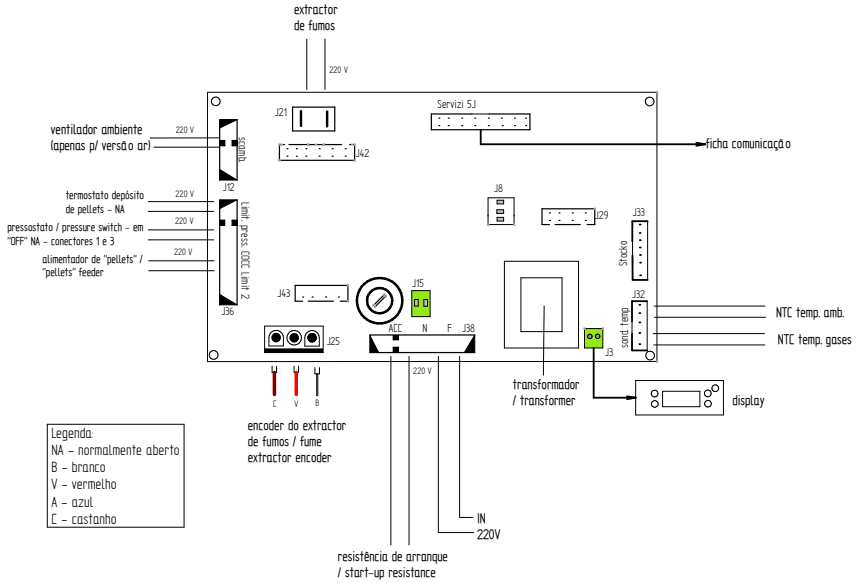 extractor
de fumos
220 V
J21
Servizi 5J
ventilador ambiente
(apenas p/ versão ar)
220 V
scamb.
J12
J42
ficha comunicação
termostato depósito
de pellets - NA
220 V
pressostato / pressure switch - em
"OFF" NA - conectores 1 e 3
220 V
alimentador de "pellets" /
"pellets" feeder
220 V
Limit. press. COCC Limit 2
J36
J8
J29
J33
Stocko
J43
J15
J32
sond. temp
NTC temp. amb.
NTC temp. gases
J25
ACC N F J38
J3
220 V
C V B
transformador
/ transformer
display
encoder do extractor
de fumos / fume
extractor encoder
Legenda:
NA - normalmente aberto
B - branco
V - vermelho
A - azul
C - castanho
IN
220V
resistência de arranque
/ start-up resistance